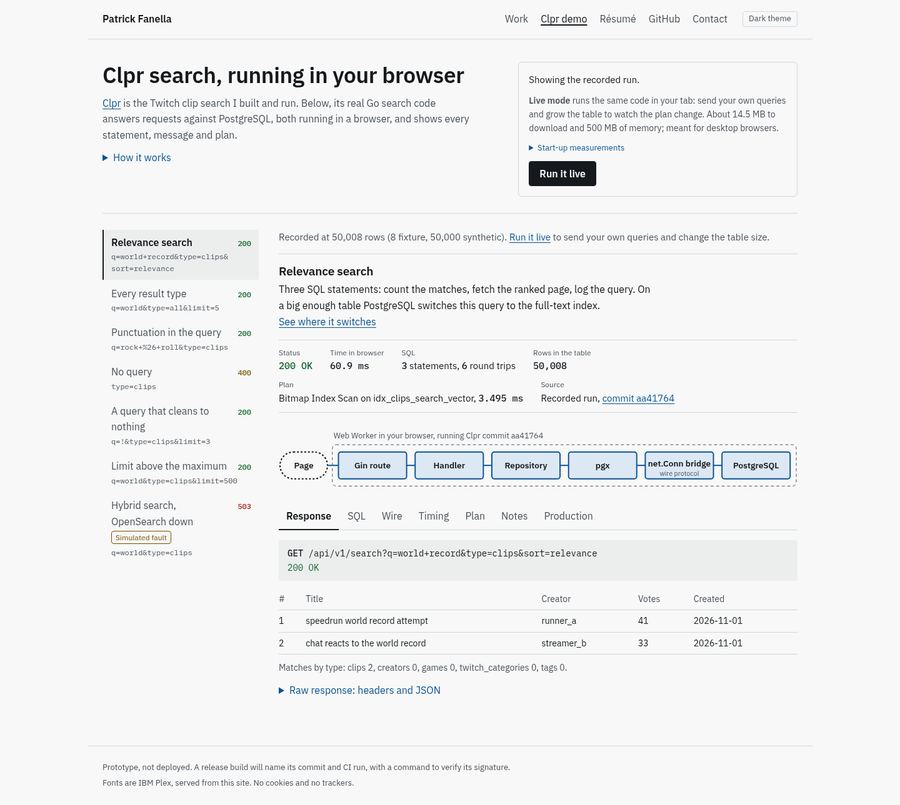 Patrick Fanella
Work Clpr demo Résumé GitHub Contact Dark theme
Clpr search, running in your browser
Clpr is the Twitch clip search I built and run. Below, its real Go search code
answers requests against PostgreSQL, both running in a browser, and shows every
statement, message and plan.
How it works
Showing the recorded run.
Live mode runs the same code in your tab: send your own queries
and grow the table to watch the plan change. About 14.5 MB to
download and 500 MB of memory; meant for desktop browsers.
Start-up measurements
Run it live
Relevance search 200
q=world+record&type=clips&
sort=relevance
Every result type 200
q=world&type=all&limit=5
Punctuation in the query 200
q=rock+%26+roll&type=clips
No query 400
type=clips
A query that cleans to 200
nothing
q=!&type=clips&limit=3
Limit above the maximum 200
q=world&type=clips&limit=500
Hybrid search, 503
OpenSearch down
Simulated fault
q=world&type=clips
Recorded at 50,008 rows (8 fixture, 50,000 synthetic). Run it live to send your own queries and change the table size.
Relevance search
Three SQL statements: count the matches, fetch the ranked page, log the query. On
a big enough table PostgreSQL switches this query to the full-text index.
See where it switches
Status Time in browser SQL Rows in the table
200 OK 60.9 ms 3 statements, 6 round trips 50,008
Plan Source
Bitmap Index Scan on idx_clips_search_vector, 3.495 ms Recorded run, commit aa41764
Web Worker in your browser, running Clpr commit aa41764
Page Gin route Handler Repository pgx net.Conn bridge PostgreSQL
wire protocol
Response SQL Wire Timing Plan Notes Production
GET /api/v1/search?q=world+record&type=clips&sort=relevance
200 OK
# Title Creator Votes Created
1 speedrun world record attempt runner_a 41 2026-11-01
2 chat reacts to the world record streamer_b 33 2026-11-01
Matches by type: clips 2, creators 0, games 0, twitch_categories 0, tags 0.
Raw response: headers and JSON
Prototype, not deployed. A release build will name its commit and CI run, with a command to verify its signature.
Fonts are IBM Plex, served from this site. No cookies and no trackers.